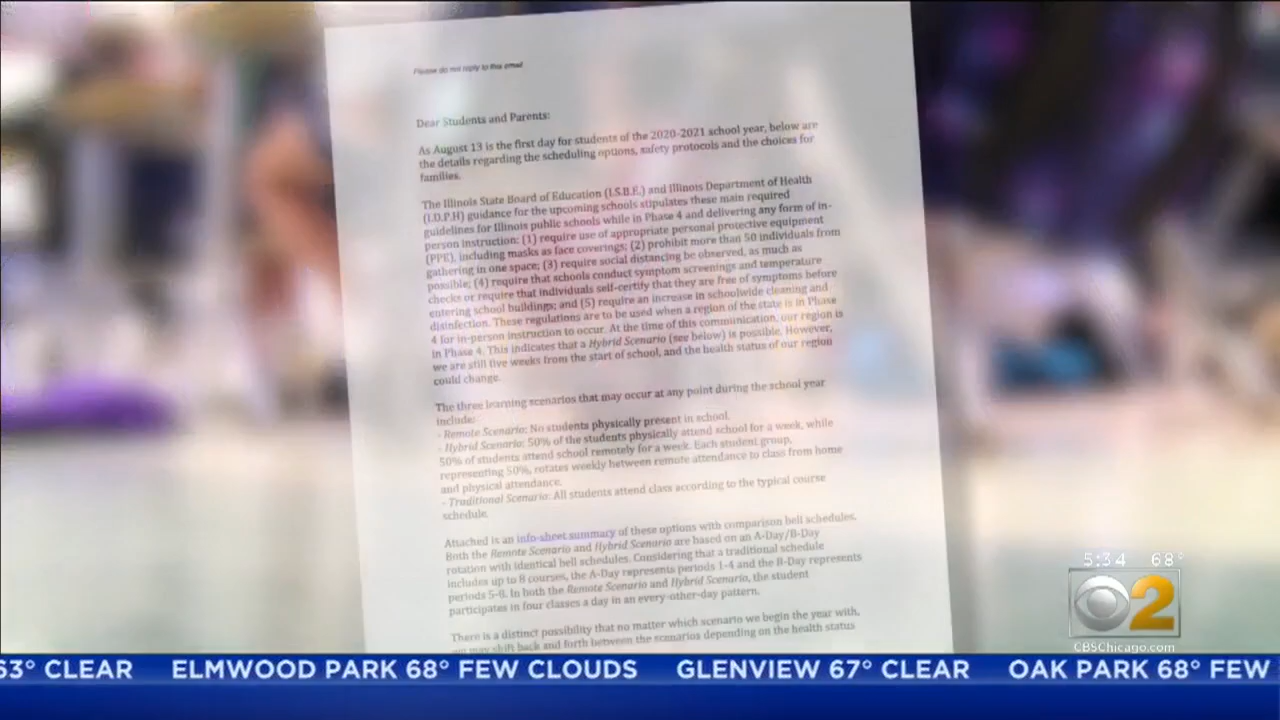 Please do not reply to this email
Dear Students and Parents:
As August 13 is the first day for students of the 2020-2021 school year, below are
the details regarding the scheduling options, safety protocols and the choices for
families.
The Illinois State Board of Education (I.S.B.E.) and Illinois Department of Health
(I.D.P.H) guidance for the upcoming schools stipulates these main required
guidelines for Illinois public schools while in Phase 4 and delivering any form of in-
person instruction: (1) require use of appropriate personal protective equipment
(PPE), including masks as face coverings; (2) prohibit more than 50 individuals from
gathering in one space; (3) require social distancing be observed, as much as
possible; (4) require that schools conduct symptom screenings and temperature
checks or require that individuals self-certify that they are free of symptoms before
entering school buildings; and (5) require an increase in schoolwide cleaning and
disinfection. These regulations are to be used when a region of the state is in Phase
4 for in-person instruction to occur. At the time of this communication, our region is
in Phase 4. This indicates that a Hybrid Scenario (see below) is possible. However,
we are still five weeks from the start of school, and the health status of our region
could change.
The three learning scenarios that may occur at any point during the school year
include:
- Remote Scenario: No students physically present in school.
- Hybrid Scenario: 50% of the students physically attend school for a week, while
50% of students attend school remotely for a week. Each student group,
representing 50%, rotates weekly between remote attendance to class from home
and physical attendance.
- Traditional Scenario: All students attend class according to the typical course
schedule.
Attached is an info-sheet summary of these options with comparison bell schedules.
Both the Remote Scenario and Hybrid Scenario are based on an A-Day/B-Day
rotation with identical bell schedules. Considering that a traditional schedule
includes up to 8 courses, the A-Day represents periods 1-4 and the B-Day represents
periods 5-8. In both the Remote Scenario and Hybrid Scenario, the student
participates in four classes a day in an every-other-day pattern.
There is a distinct possibility that no matter which scenario we begin the year with,
we may shift back and forth between the scenarios depending on the health status
5:34 68°
2
CBSChicago.com
63° CLEAR ELMWOOD PARK 68° FEW CLOUDS GLENVIEW 67° CLEAR OAK PARK 68° FEW